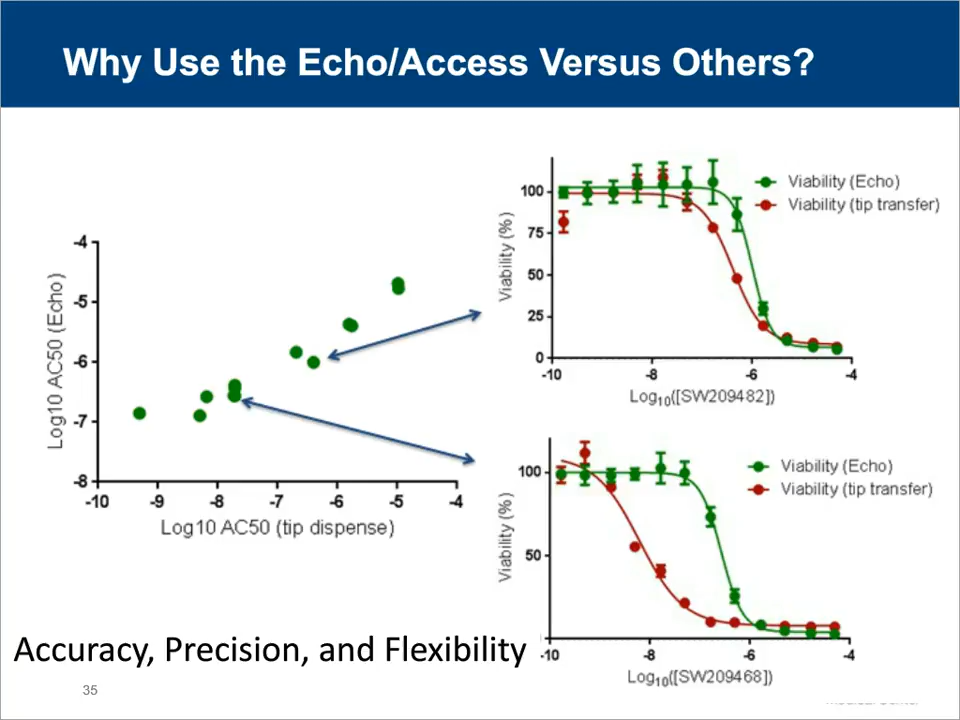 Why Use the Echo/Access Versus Others?
Log10 AC50 (Echo)
-4
-5
-6
-7
-8
-10
-9
-8
-7
-6
-5
-4
Log10 AC50 (tip dispense)
Viability (%)
100
75
50
25
0
-10
-8
-6
-4
Log10([SW209482])
Viability (Echo)
Viability (tip transfer)
Viability (%)
100
50
-10
-8
-6
-4
Log10([SW209468])
Viability (Echo)
Viability (tip transfer)
Accuracy, Precision, and Flexibility
35